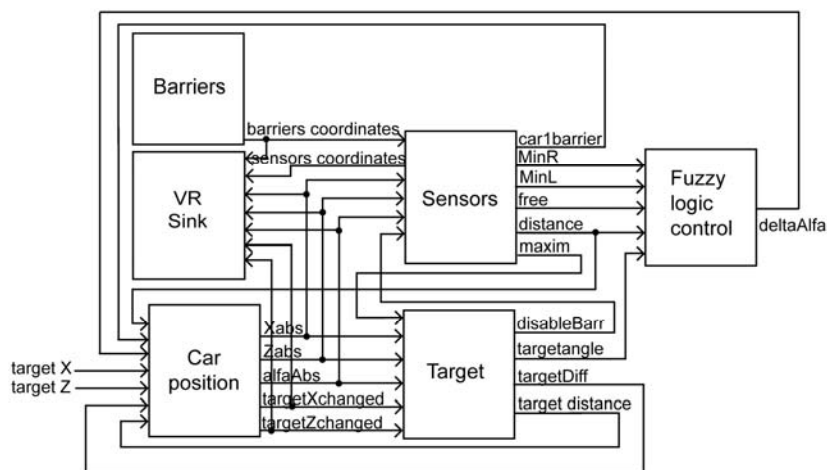 Barriers
barriers coordinates
sensors coordinates
VR
Sink
Sensors
car1barrier
MinR
MinL
free
distance
maxim
Fuzzy
logic
control
deltaAlfa
target X
target Z
Car
position
Xabs
Zabs
alfaAbs
targetXchanged
targetZchanged
Target
disableBarr
targetangle
targetDiff
target distance